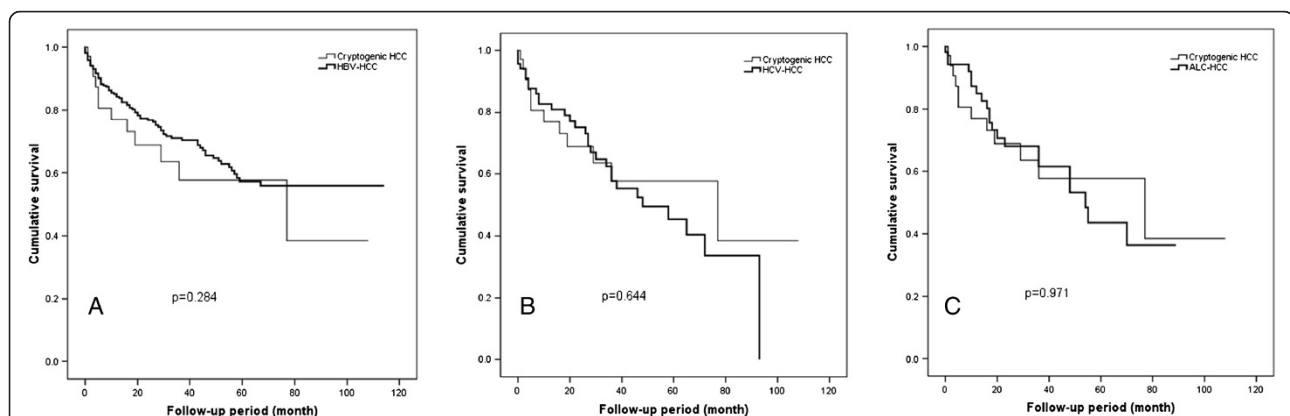 Cryptogenic HCC
HBV-HCC
1.0
0.8
0.6
0.4
0.2
0.0
Cumulative survival
A
p=0.284
0 20 40 60 80 100 120
Follow-up period (month)
Cryptogenic HCC
HCV-HCC
1.0
0.8
0.6
0.4
0.2
0.0
Cumulative survival
B
p=0.644
0 20 40 60 80 100 120
Follow-up period (month)
Cryptogenic HCC
ALC-HCC
1.0
0.8
0.6
0.4
0.2
0.0
Cumulative survival
C
p=0.971
0 20 40 60 80 100 120
Follow-up period (month)